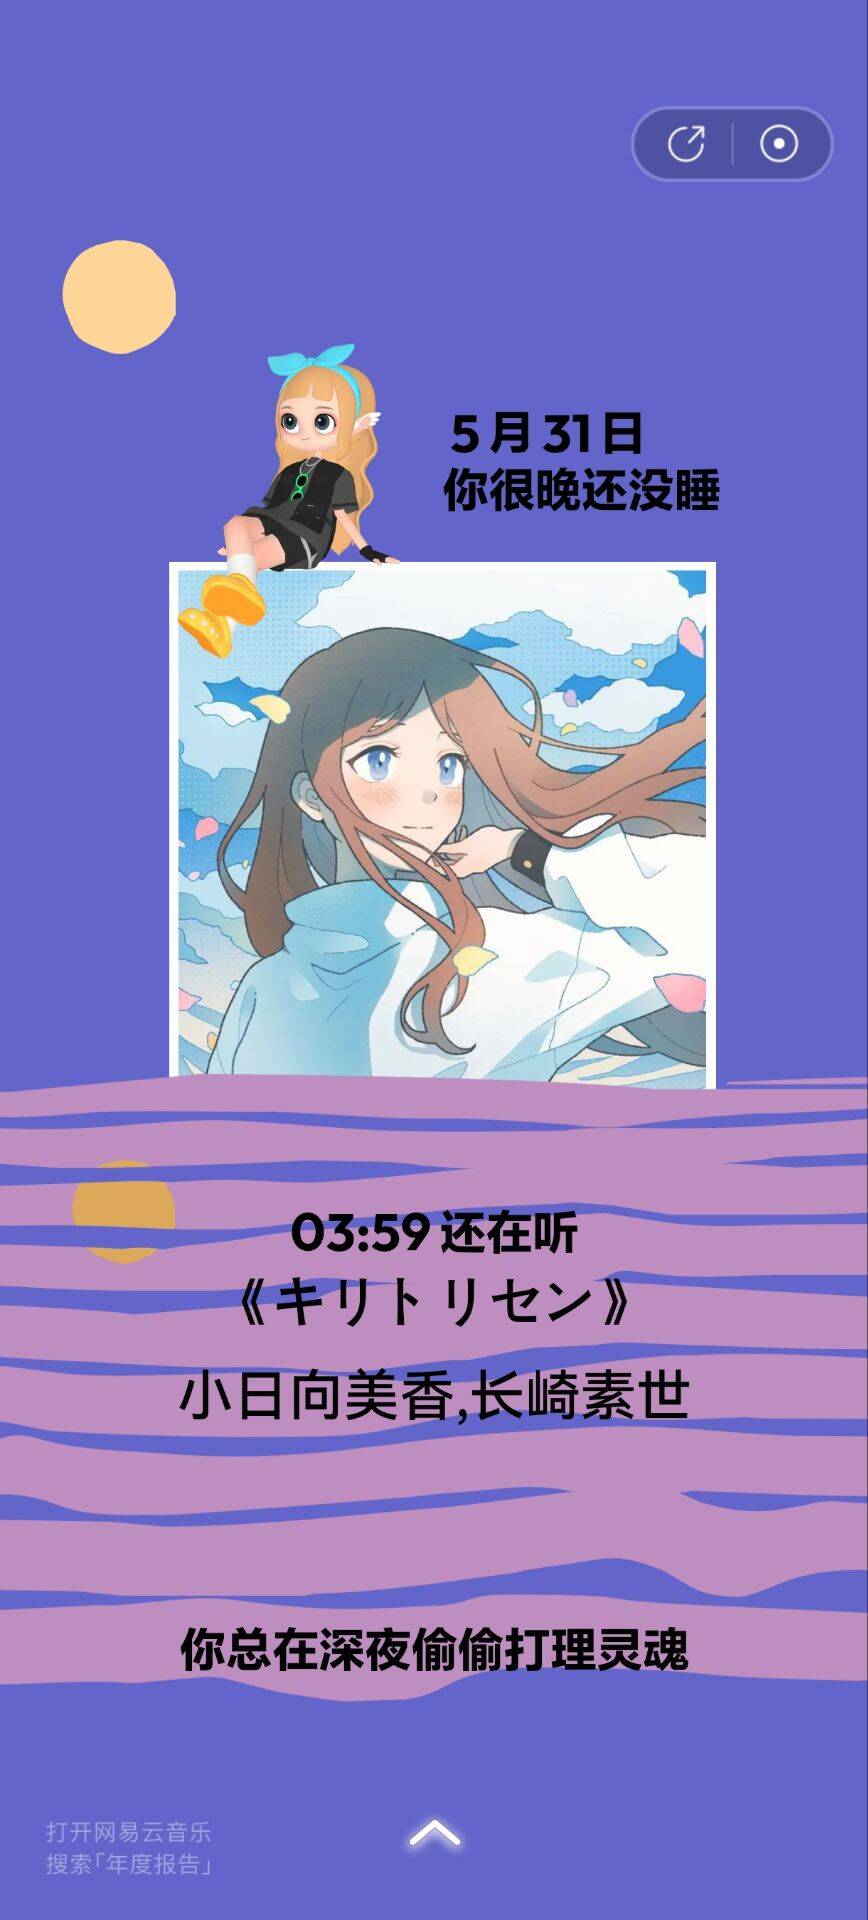 5月31日
你很晚还没睡
03:59 还在听
《キリトリセン》
小日向美香,长崎素世
你总在深夜偷偷打理灵魂
打开网易云音乐
搜索「年度报告」